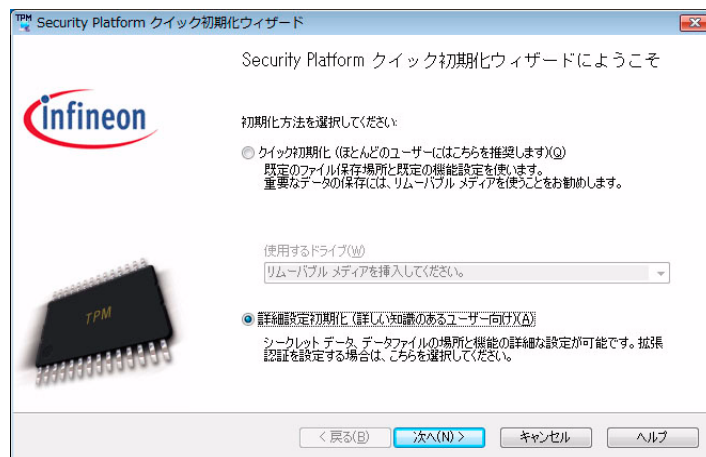 TPM Security Platform クイック初期化ウィザード
Security Platform クイック初期化ウィザードにようこそ
infineon
初期化方法を選択してください:
クイック初期化 (ほとんどのユーザーにはこちらを推奨します)(Q)
既定のファイル保存場所と既定の機能設定を使います。
重要なデータの保存には、リムーバブル メディアを使うことをお勧めします。
使用するドライブ(W)
リムーバブル メディアを挿入してください。
TPM
詳細設定初期化 (詳しい知識のあるユーザー向け)(A)
シークレット データ、データファイルの場所と機能の詳細な設定が可能です。拡張
認証を設定する場合は、こちらを選択してください。
< 戻る(B)
次へ(N) >
キャンセル
ヘルプ